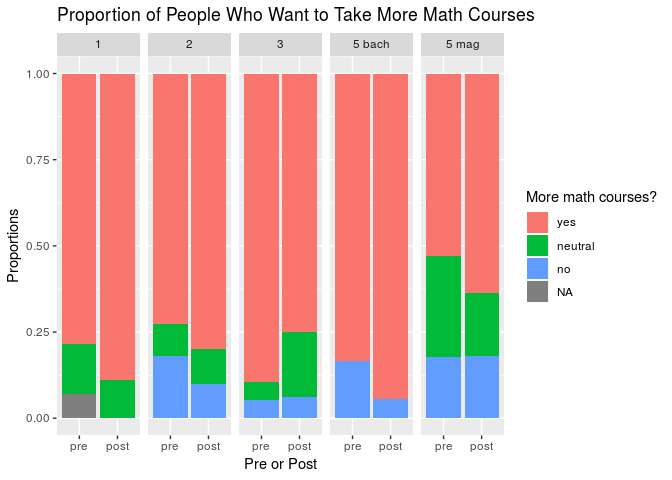 Proportion of People Who Want to Take More Math Courses
1 2 3 5 bach 5 mag
1.00
0.75
0.50
0.25
0.00
Proportions
pre post pre post pre post pre post pre post
Pre or Post
More math courses?
yes
neutral
no
NA